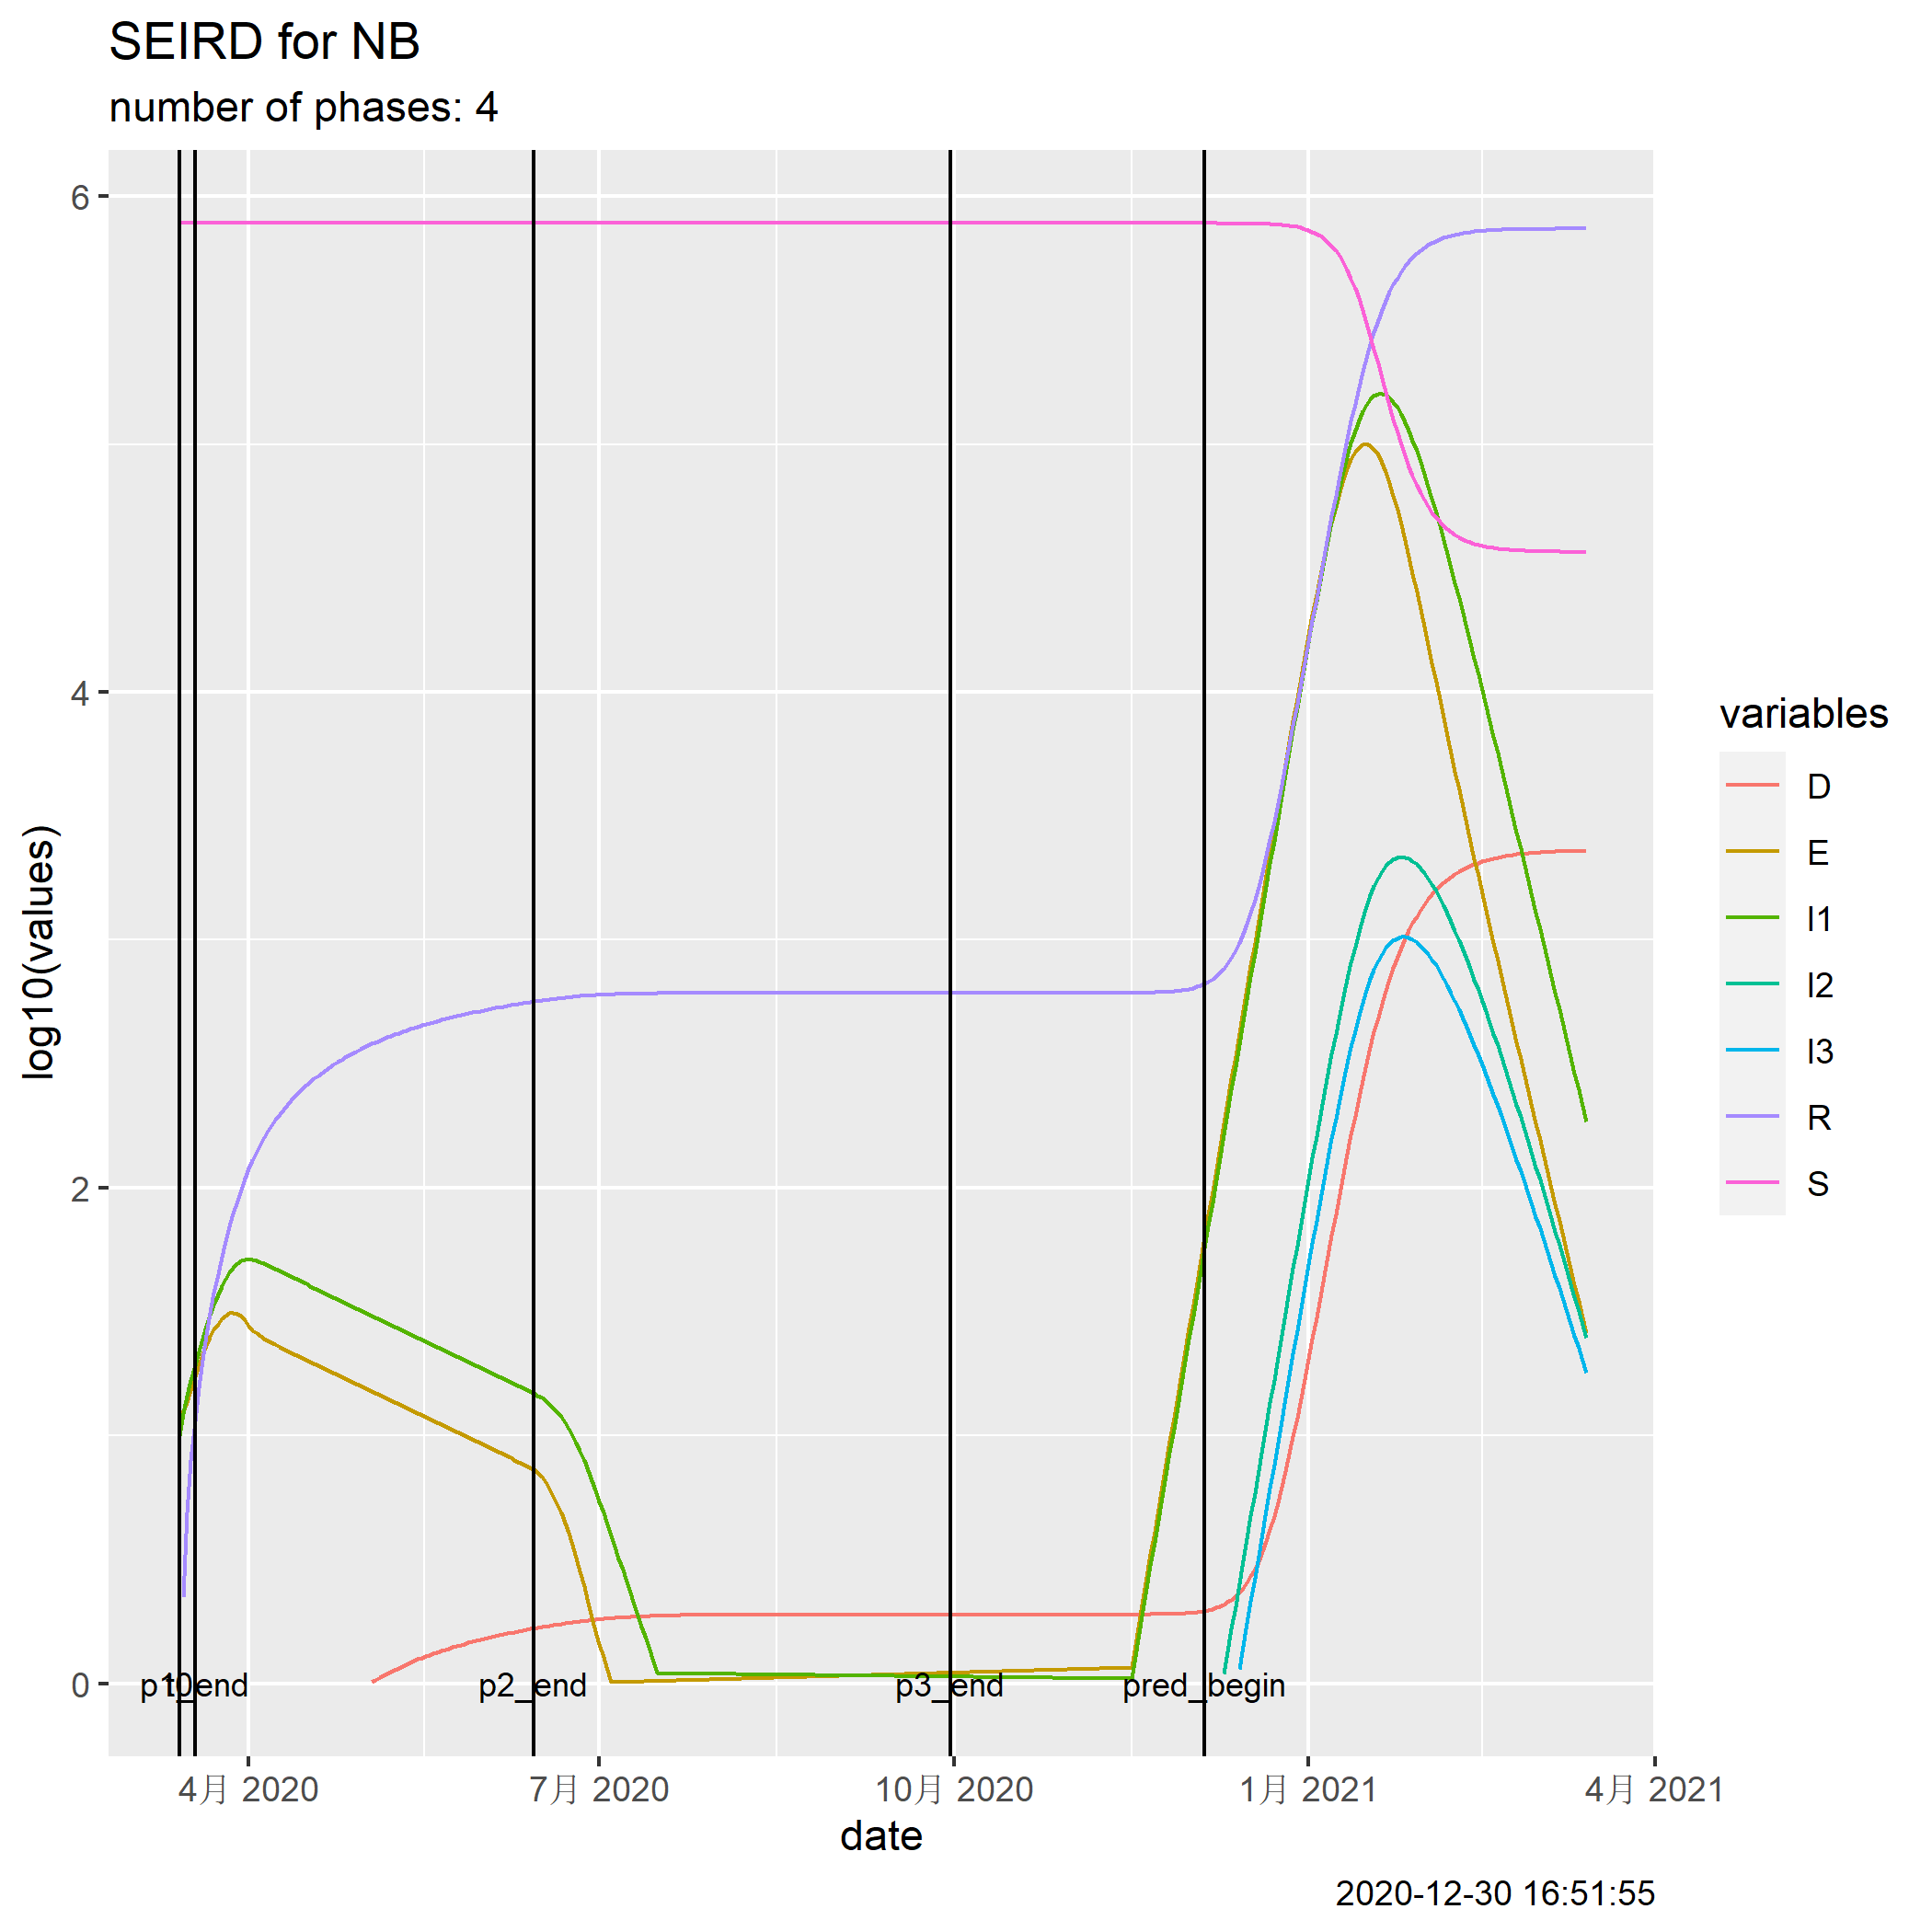 SEIRD for NB
number of phases: 4
6
4
2
0
log10(values)
p2_end
p3_end
pred_begin
4月 2020
7月 2020
10月 2020
1月 2021
4月 2021
date
variables
D
E
I1
I2
I3
R
S
2020-12-30 16:51:55